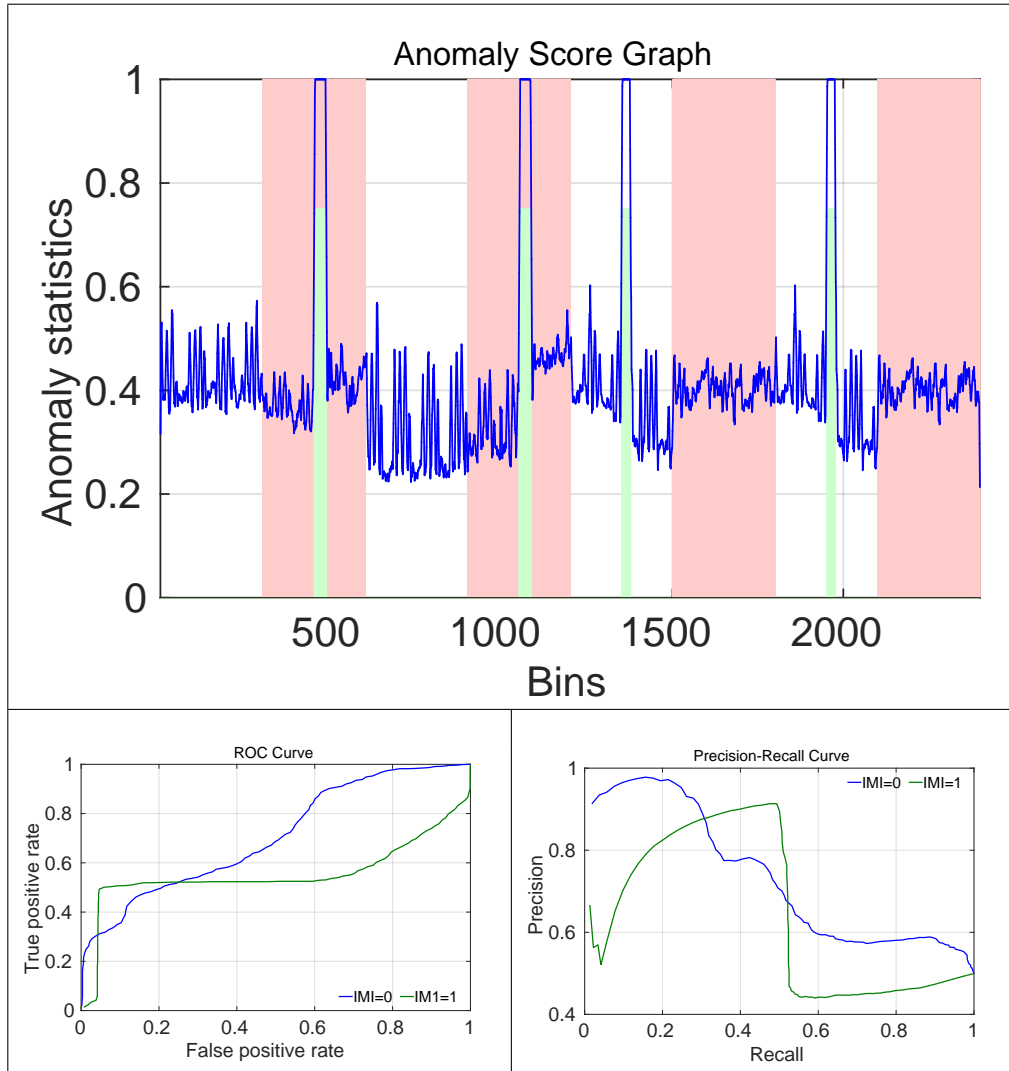 Anomaly Score Graph
1
0.8
0.6
0.4
0.2
0
Anomaly statistics
500 1000 1500 2000
Bins
ROC Curve
1
0.8
0.6
0.4
0.2
0
True positive rate
IMI=0 IM1=1
0 0.2 0.4 0.6 0.8 1
False positive rate
Precision-Recall Curve
1
0.8
0.6
0.4
Precision
IMI=0 IMI=1
0 0.2 0.4 0.6 0.8 1
Recall